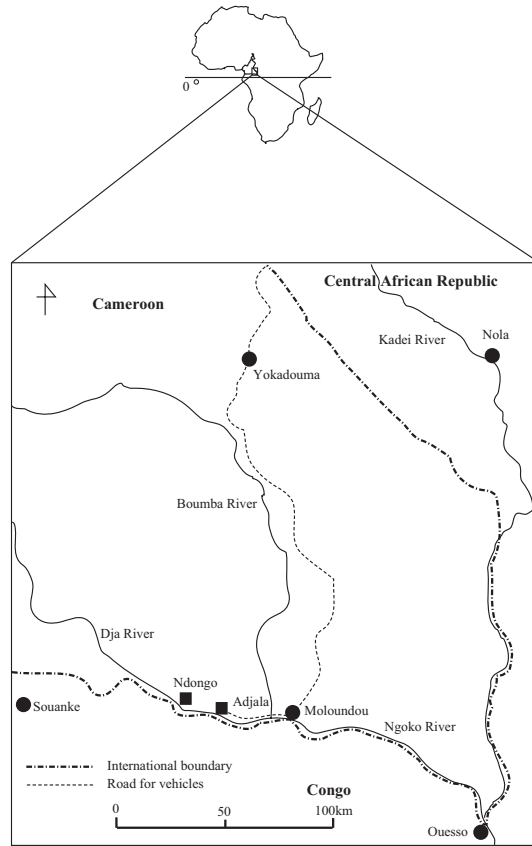 0°
Central African Republic
Cameroon
Kadei River
Nola
Yokadouma
Boumba River
Dja River
Ndongo
Adjala
Souanke
Moloundou
Ngoko River
International boundary
Road for vehicles
Congo
0 50 100km
Ouesso